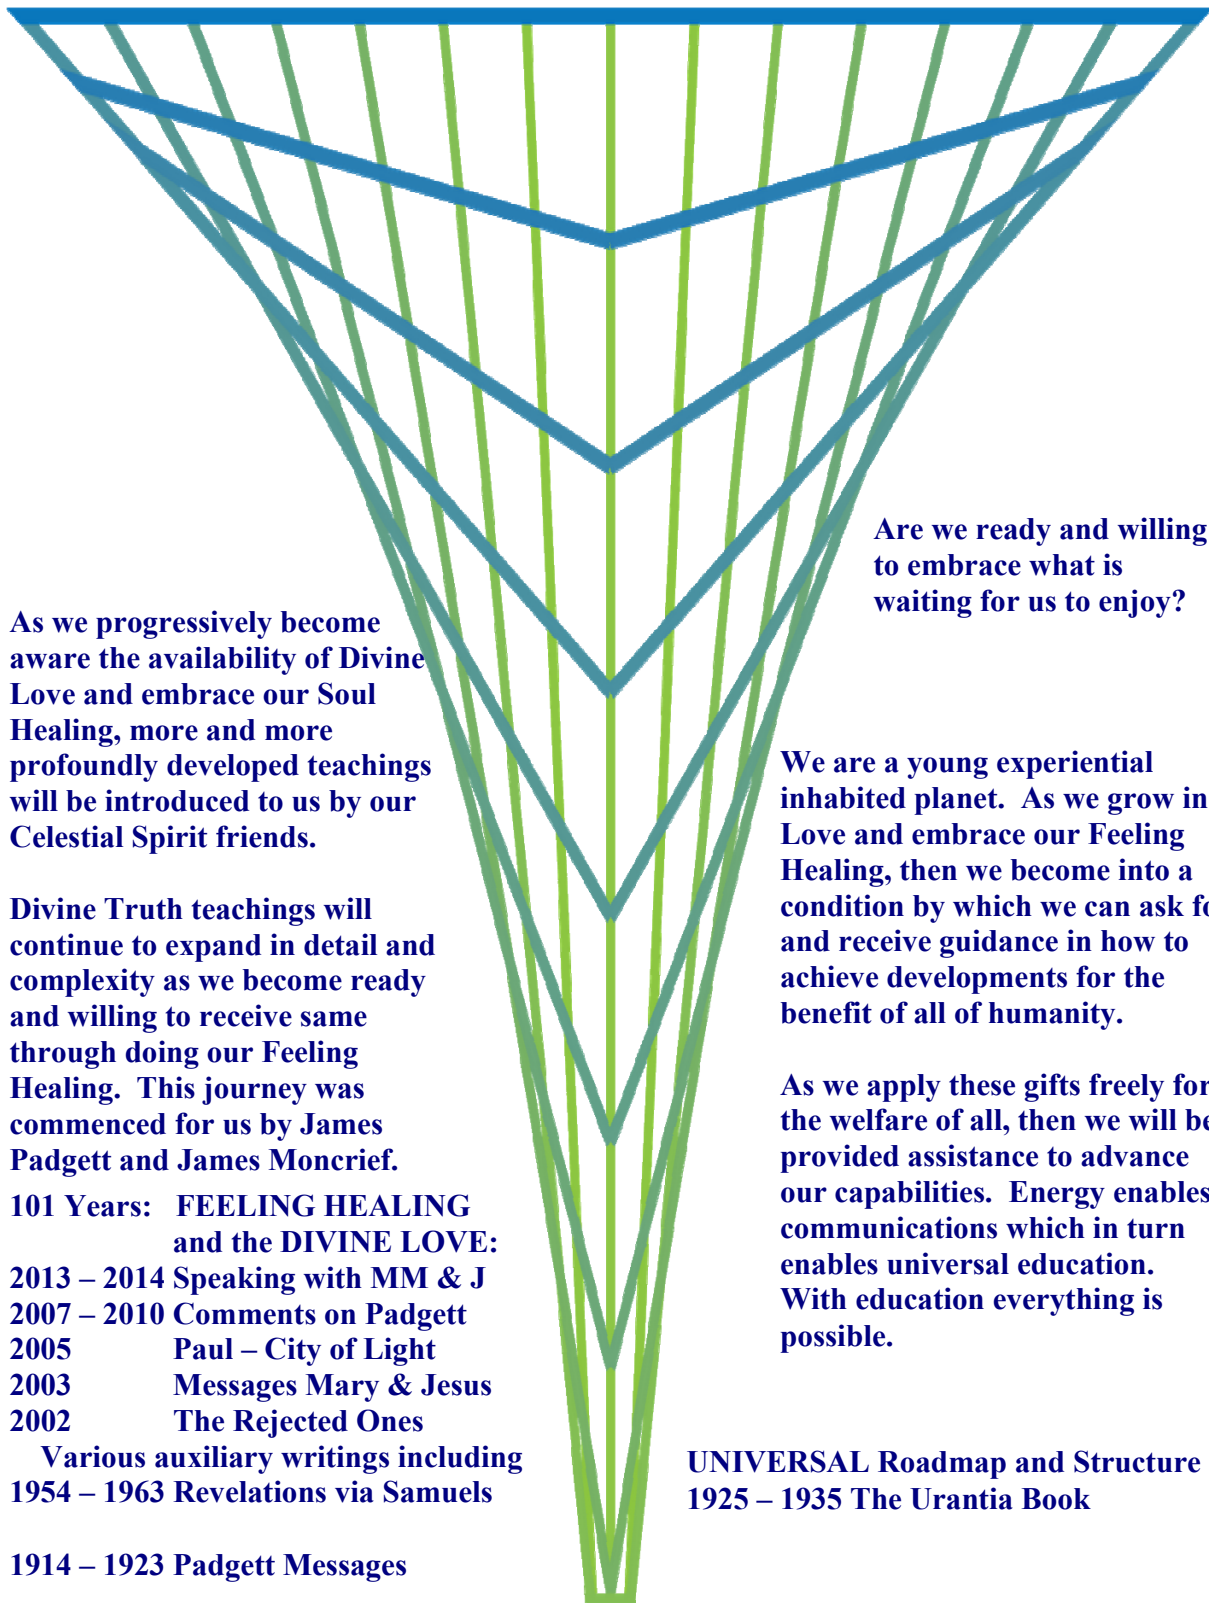 Are we ready and willing
to embrace what is
waiting for us to enjoy?
As we progressively become
aware the availability of Divine
Love and embrace our Soul
Healing, more and more
profoundly developed teachings
will be introduced to us by our
Celestial Spirit friends.
Divine Truth teachings will
continue to expand in detail and
complexity as we become ready
and willing to receive same
through doing our Feeling
Healing.  This journey was
commenced for us by James
Padgett and James Moncrief.
We are a young experiential
inhabited planet.  As we grow in
Love and embrace our Feeling
Healing, then we become into a
condition by which we can ask fo
and receive guidance in how to
achieve developments for the
benefit of all of humanity.
As we apply these gifts freely for
the welfare of all, then we will be
provided assistance to advance
our capabilities.  Energy enables
communications which in turn
enables universal education.
With education everything is
possible.
101 Years:   FEELING HEALING
and the DIVINE LOVE:
2013 – 2014 Speaking with MM & J
2007 – 2010 Comments on Padgett
2005 Paul – City of Light
2003 Messages Mary & Jesus
2002 The Rejected Ones
Various auxiliary writings including
1954 – 1963 Revelations via Samuels
1914 – 1923 Padgett Messages
UNIVERSAL Roadmap and Structure
1925 – 1935 The Urantia Book